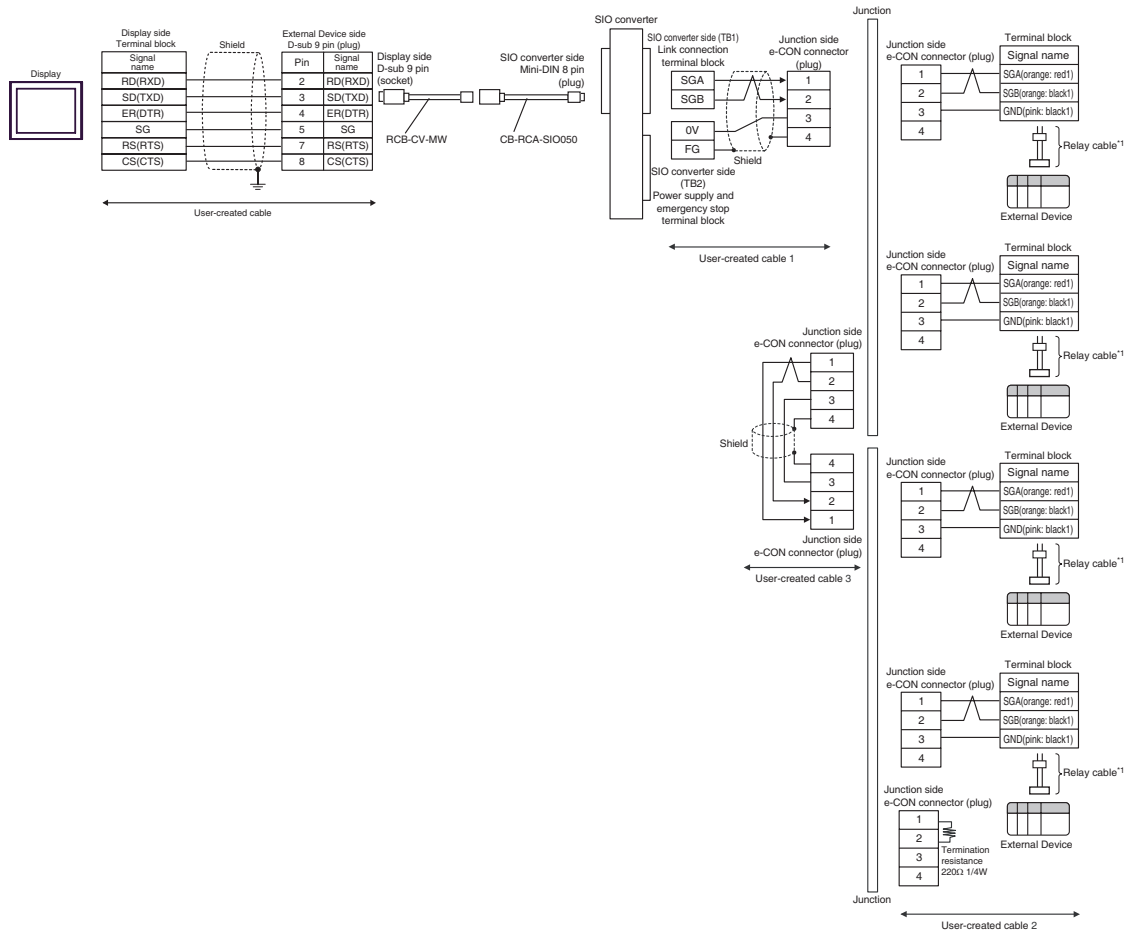 Display
Display side
Terminal block
Signal
name
RD(RXD)
SD(TXD)
ER(DTR)
SG
RS(RTS)
CS(CTS)
Shield
External Device side
D-sub 9 pin (plug)
Pin
Signal
name
2 RD(RXD)
3 SD(TXD)
4 ER(DTR)
5 SG
7 RS(RTS)
8 CS(CTS)
User-created cable
Display side
D-sub 9 pin
(socket)
RCB-CV-MW
SIO converter side
Mini-DIN 8 pin
(plug)
CB-RCA-SIO050
SIO converter
SIO converter side (TB1)
Link connection
terminal block
SGA
SGB
0V
FG
Shield
SIO converter side
(TB2)
Power supply and
emergency stop
terminal block
Junction side
e-CON connector
(plug)
1
2
3
4
User-created cable 1
Junction
Junction side
e-CON connector (plug)
1
2
3
4
Terminal block
Signal name
SGA(orange: red1)
SGB(orange: black1)
GND(pink: black1)
Relay cable*1
External Device
Junction side
e-CON connector (plug)
1
2
3
4
Terminal block
Signal name
SGA(orange: red1)
SGB(orange: black1)
GND(pink: black1)
Relay cable*1
External Device
Junction side
e-CON connector (plug)
1
2
3
4
Shield
4
3
2
1
Junction side
e-CON connector (plug)
User-created cable 3
Junction side
e-CON connector (plug)
1
2
3
4
Terminal block
Signal name
SGA(orange: red1)
SGB(orange: black1)
GND(pink: black1)
Relay cable*1
External Device
Junction side
e-CON connector (plug)
1
2
3
4
Terminal block
Signal name
SGA(orange: red1)
SGB(orange: black1)
GND(pink: black1)
Relay cable*1
External Device
Junction side
e-CON connector (plug)
1
2
3
4
Termination
resistance
220Ω 1/4W
Junction
User-created cable 2